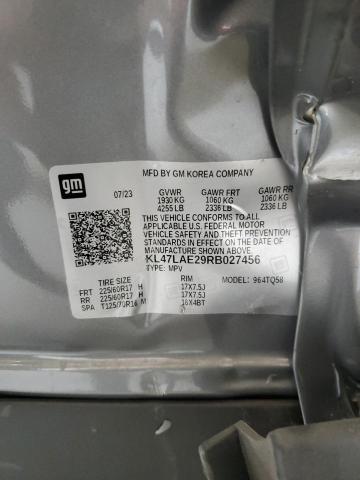 gm
MFD BY GM KOREA COMPANY
07/23
GVWR GAWR FRT GAWR RR
1930 KG 1060 KG 1060 KG
4255 LB 2336 LB 2336 LB
THIS VEHICLE CONFORMS TO ALL
APPLICABLE U.S. FEDERAL MOTOR
VEHICLE SAFETY AND THEFT
PREVENTION STANDARDS
IN EFFECT ON THE DATE OF
MANUFACTURE SHOWN ABOVE
KL47LAE29RB027456
TYPE: MPV
TIRE SIZE RIM MODEL: 964TQ58
FRT 225/60R17 H 17X7.5J
RR 225/60R17 H 17X7.5J
SPA T125/70R16 M 16X4BT